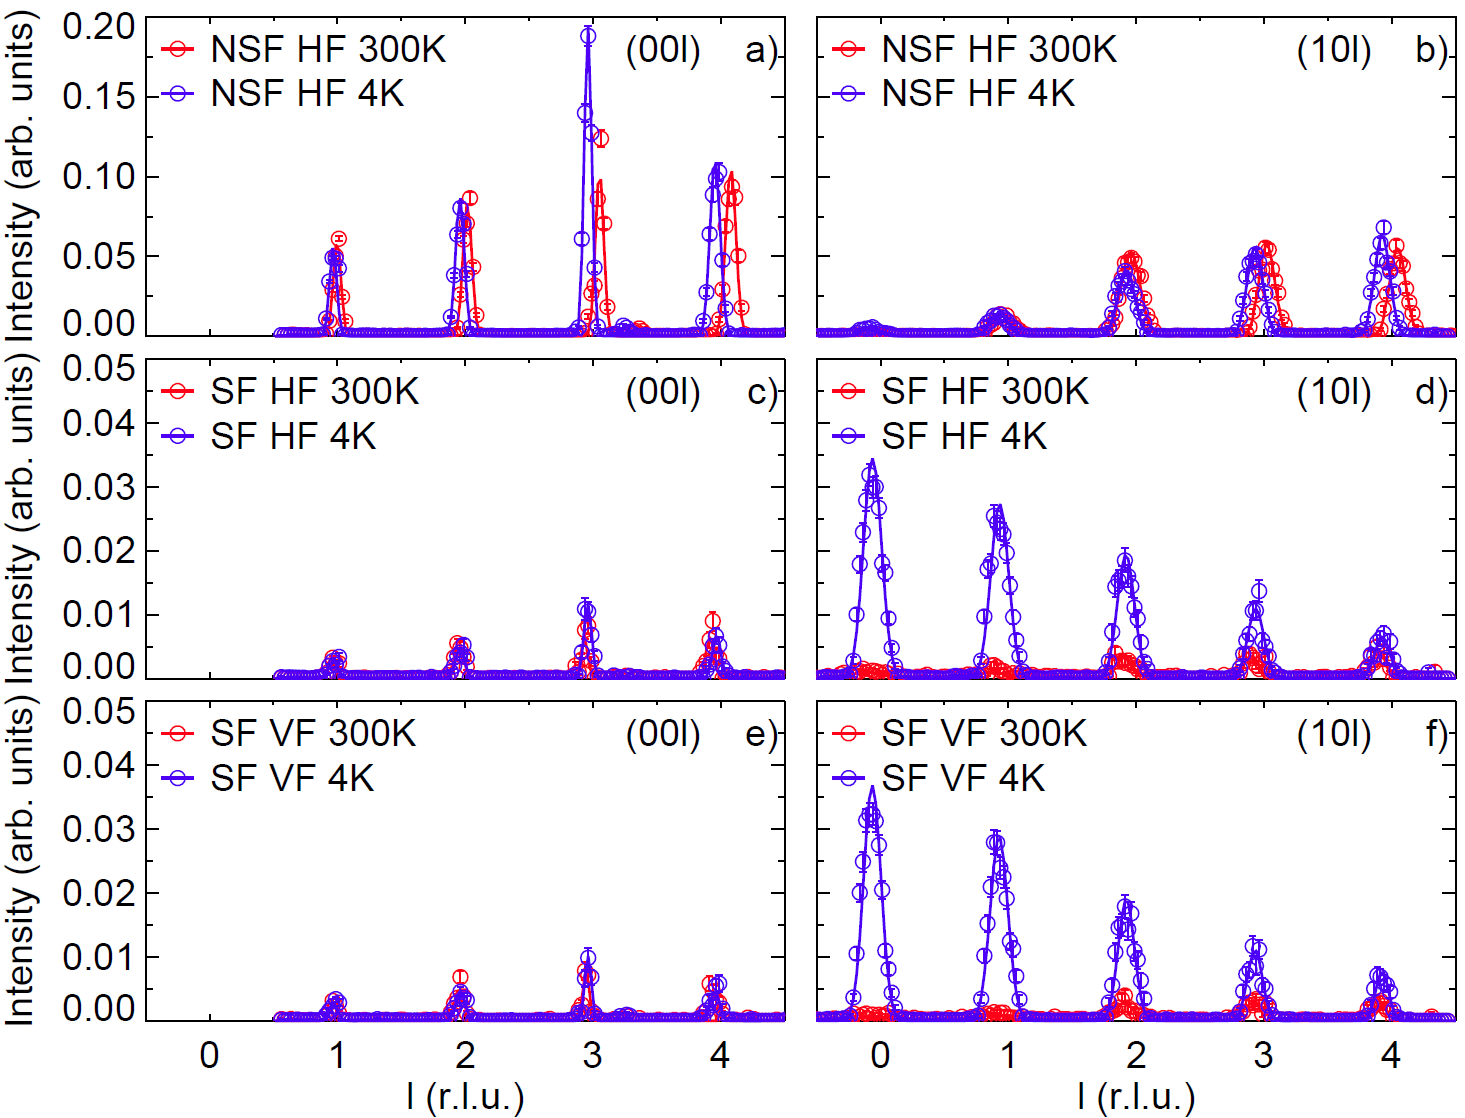 Intensity (arb. units)
0.20
0.15
0.10
0.05
0.00
NSF HF 300K (00l) a)
NSF HF 4K
NSF HF 300K (10l) b)
NSF HF 4K
Intensity (arb. units)
0.05
0.04
0.03
0.02
0.01
0.00
SF HF 300K (00l) c)
SF HF 4K
SF HF 300K (10l) d)
SF HF 4K
Intensity (arb. units)
0.05
0.04
0.03
0.02
0.01
0.00
SF VF 300K (00l) e)
SF VF 4K
SF VF 300K (10l) f)
SF VF 4K
0 1 2 3 4
l (r.l.u.)
0 1 2 3 4
l (r.l.u.)